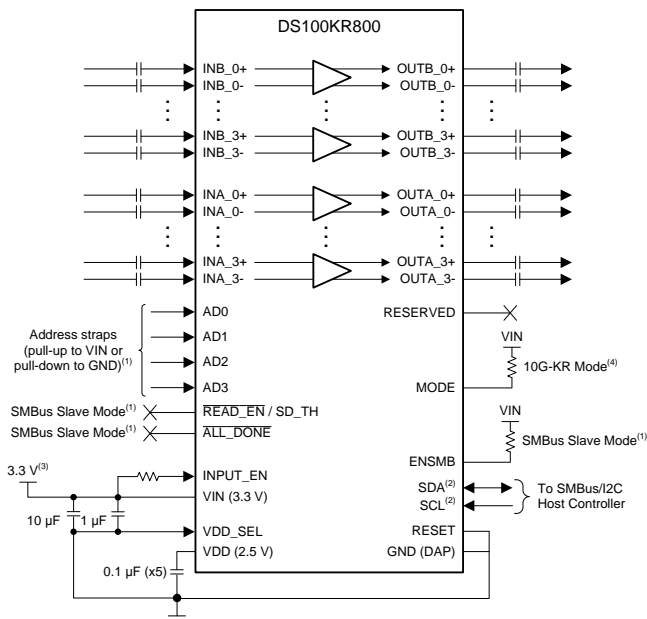 DS100KR800
INB_0+ OUTB_0+
INB_0- OUTB_0-
INB_3+ OUTB_3+
INB_3- OUTB_3-
INA_0+ OUTA_0+
INA_0- OUTA_0-
INA_3+ OUTA_3+
INA_3- OUTA_3-
Address straps
(pull-up to VIN or
pull-down to GND)(1)
AD0
AD1
AD2
AD3
RESERVED
VIN
10G-KR Mode(4)
MODE
SMBus Slave Mode(1) READ_EN / SD_TH
SMBus Slave Mode(1) ALL_DONE
VIN
SMBus Slave Mode(1)
ENSMB
3.3 V(3)
INPUT_EN
VIN (3.3 V)
10 µF 1 µF
VDD_SEL
VDD (2.5 V)
0.1 µF (x5)
SDA(2)
SCL(2)
To SMBus/I2C
Host Controller
RESET
GND (DAP)